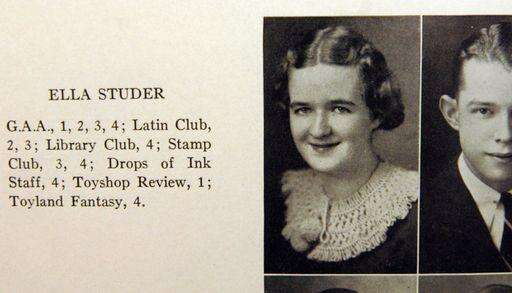 ELLA STUDER
G.A.A., 1, 2, 3, 4; Latin Club,
2, 3; Library Club, 4; Stamp
Club, 3, 4; Drops of Ink
Staff, 4; Toyshop Review, 1;
Toyland Fantasy, 4.